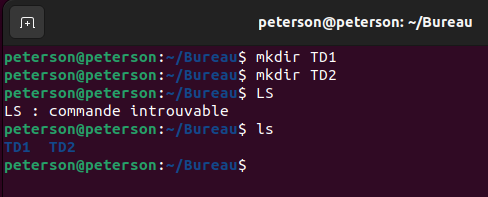 peterson@peterson: ~/Bureau
peterson@peterson:~/Bureau$ mkdir TD1
peterson@peterson:~/Bureau$ mkdir TD2
peterson@peterson:~/Bureau$ LS
LS : commande introuvable
peterson@peterson:~/Bureau$ ls
TD1  TD2
peterson@peterson:~/Bureau$